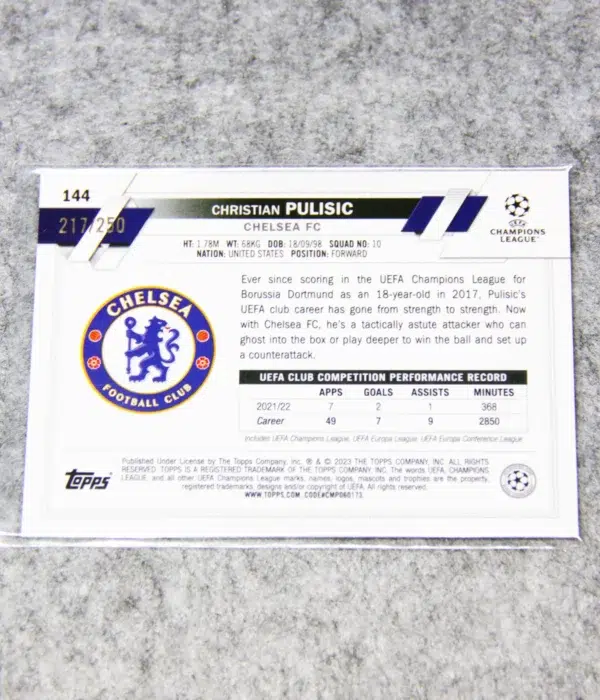 144
217/250
CHRISTIAN PULISIC
CHELSEA FC
HT: 1.78M WT: 68KG DOB: 18/09/98 SQUAD NO: 10
NATION: UNITED STATES POSITION: FORWARD
CHAMPIONS
LEAGUE
CHELSEA
FOOTBALL CLUB
Ever since scoring in the UEFA Champions League for
Borussia Dortmund as an 18-year-old in 2017, Pulisic's
UEFA club career has gone from strength to strength. Now
with Chelsea FC, he's a tactically astute attacker who can
ghost into the box or play deeper to win the ball and set up
a counterattack.
UEFA CLUB COMPETITION PERFORMANCE RECORD
APPS GOALS ASSISTS MINUTES
2021/22 7 2 1 368
Career 49 7 9 2850
Includes UEFA Champions League, UEFA Europa League, UEFA Europa Conference League
Topps
Published Under License by The Topps Company, Inc. ® & © 2023 THE TOPPS COMPANY, INC. ALL RIGHTS
RESERVED. TOPPS IS A REGISTERED TRADEMARK OF THE TOPPS COMPANY, INC. The words UEFA, CHAMPIONS
LEAGUE, and all other UEFA Champions League marks, names, logos, mascots and trophies are the property,
registered trademarks, designs and/or copyright of UEFA. All rights reserved.
WWW.TOPPS.COM CODE#CMP060173